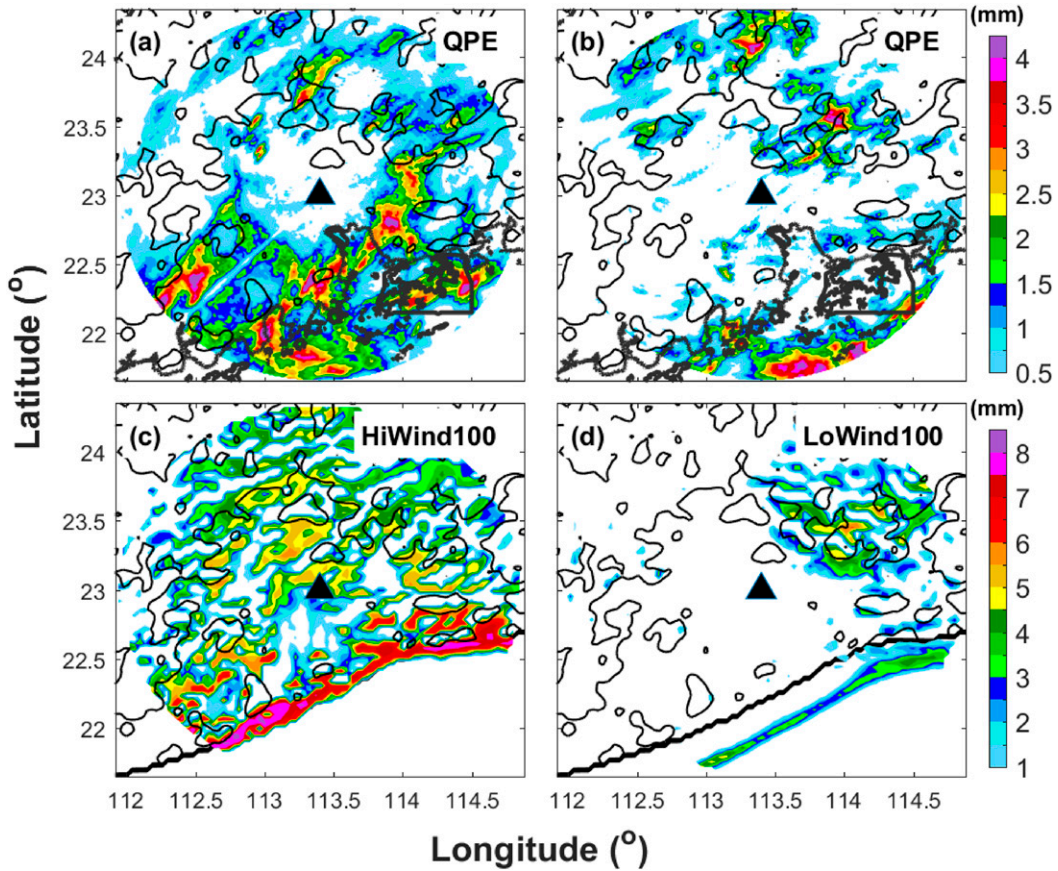 (mm)
(a) QPE
(b) QPE
24
23.5
23
22.5
22
4
3.5
3
2.5
2
1.5
1
0.5
(mm)
(c) HiWind100
(d) LoWind100
24
23.5
23
22.5
22
8
7
6
5
4
3
2
1
112 112.5 113 113.5 114 114.5
112 112.5 113 113.5 114 114.5
Latitude (o)
Longitude (o)